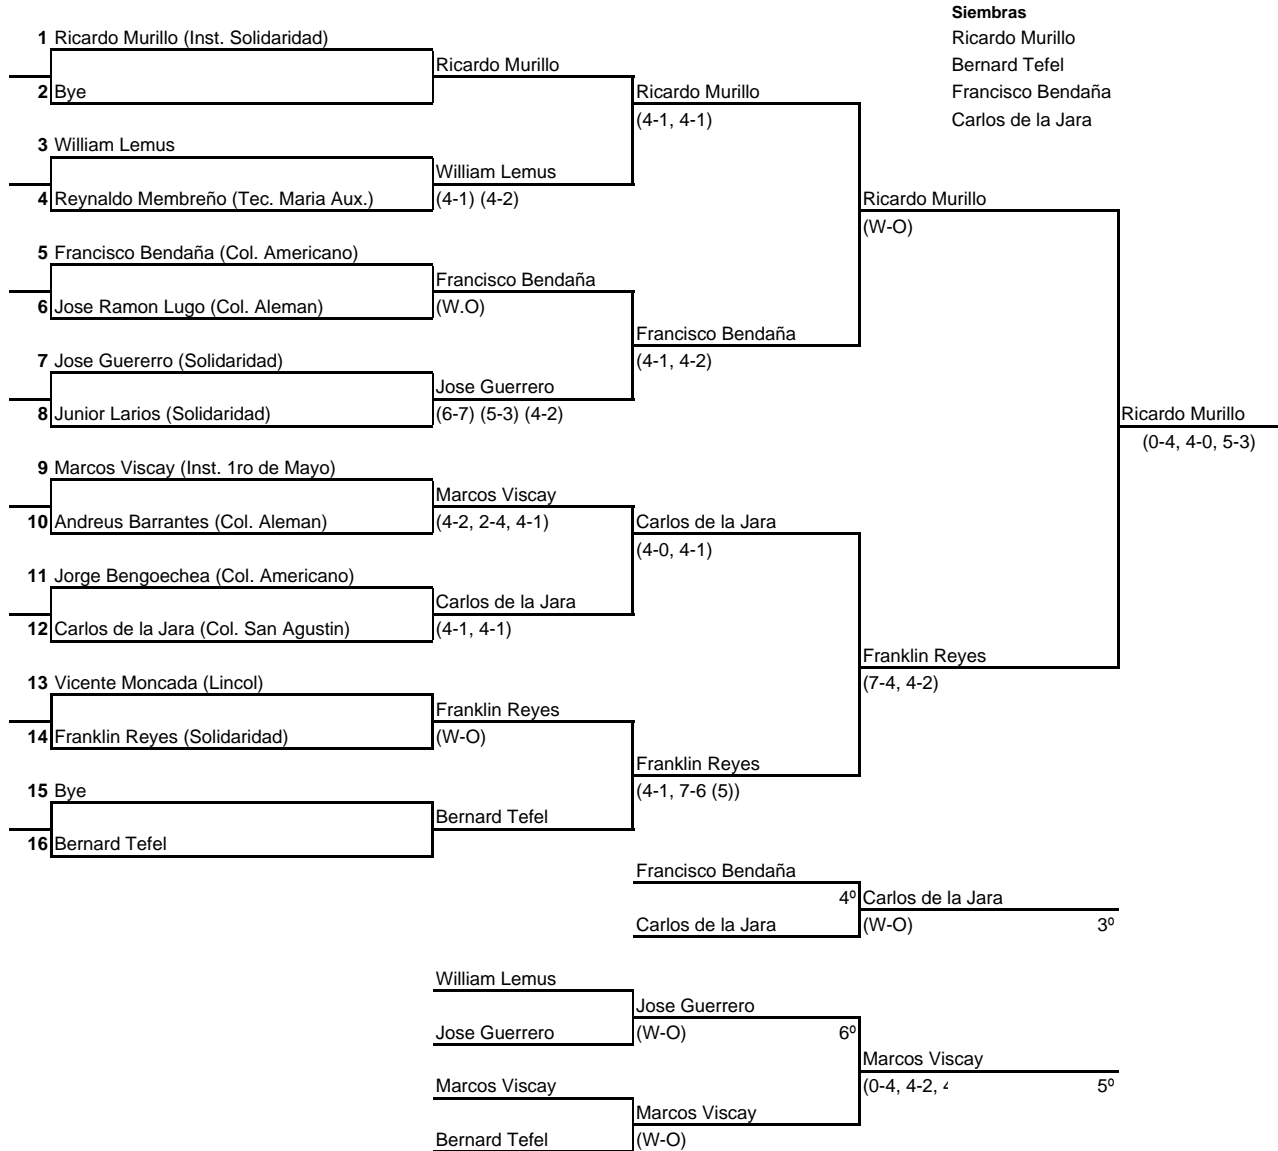 Siembras
1 Ricardo Murillo (Inst. Solidaridad)
Ricardo Murillo
Ricardo Murillo
Bernard Tefel
2 Bye
Ricardo Murillo
Francisco Bendaña
(4-1, 4-1)
Carlos de la Jara
3 William Lemus
William Lemus
4 Reynaldo Membreño (Tec. Maria Aux.)
(4-1) (4-2)
Ricardo Murillo
(W-O)
5 Francisco Bendaña (Col. Americano)
Francisco Bendaña
6 Jose Ramon Lugo (Col. Aleman)
(W.O)
Francisco Bendaña
(4-1, 4-2)
7 Jose Guererro (Solidaridad)
Jose Guerrero
8 Junior Larios (Solidaridad)
(6-7) (5-3) (4-2)
Ricardo Murillo
(0-4, 4-0, 5-3)
9 Marcos Viscay (Inst. 1ro de Mayo)
Marcos Viscay
10 Andreus Barrantes (Col. Aleman)
(4-2, 2-4, 4-1)
Carlos de la Jara
(4-0, 4-1)
11 Jorge Bengoechea (Col. Americano)
Carlos de la Jara
12 Carlos de la Jara (Col. San Agustin)
(4-1, 4-1)
Franklin Reyes
(7-4, 4-2)
13 Vicente Moncada (Lincol)
Franklin Reyes
14 Franklin Reyes (Solidaridad)
(W-O)
Franklin Reyes
(4-1, 7-6 (5))
15 Bye
Bernard Tefel
16 Bernard Tefel
Francisco Bendaña
4º
Carlos de la Jara
Carlos de la Jara
(W-O)
3º
William Lemus
Jose Guerrero
Jose Guerrero
(W-O)
6º
Marcos Viscay
Marcos Viscay
(0-4, 4-2,
5º
Marcos Viscay
Bernard Tefel
(W-O)